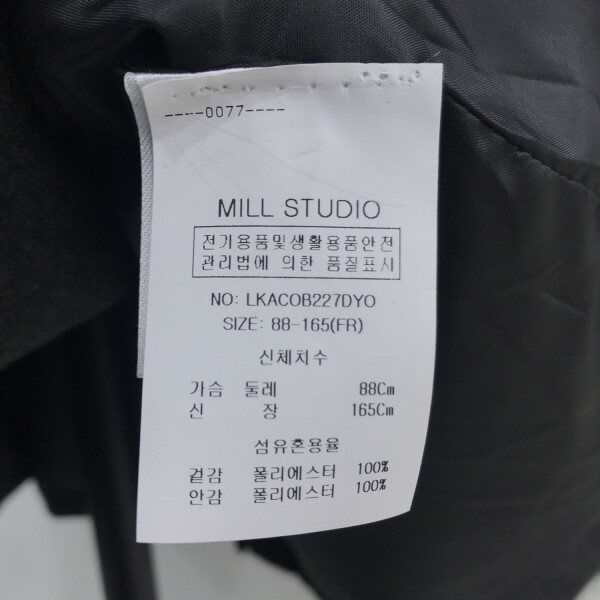 -----0077----
MILL STUDIO
전기용품및생활용품안전
관리법에 의한 품질표시
NO: LKACOB227DYO
SIZE: 88-165(FR)
신체치수
가슴 둘레 88Cm
신 장 165Cm
섬유혼용율
겉감 폴리에스터 100%
안감 폴리에스터 100%